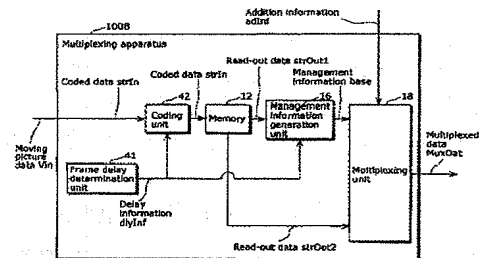 Addition information
adInf
100B
Multiplexing apparatus
Read-out data strOut1
Coded data strIn
Management
information base
Coded data strIn
42
12
16
18
Coding
unit
Memory
Management
information
generation
unit
Moving
picture
data Vin
41
Frame delay
determination
unit
Multiplexing
unit
Multiplexed
data
MuxDat
Delay
information
dlyInf
Read-out data strOut2